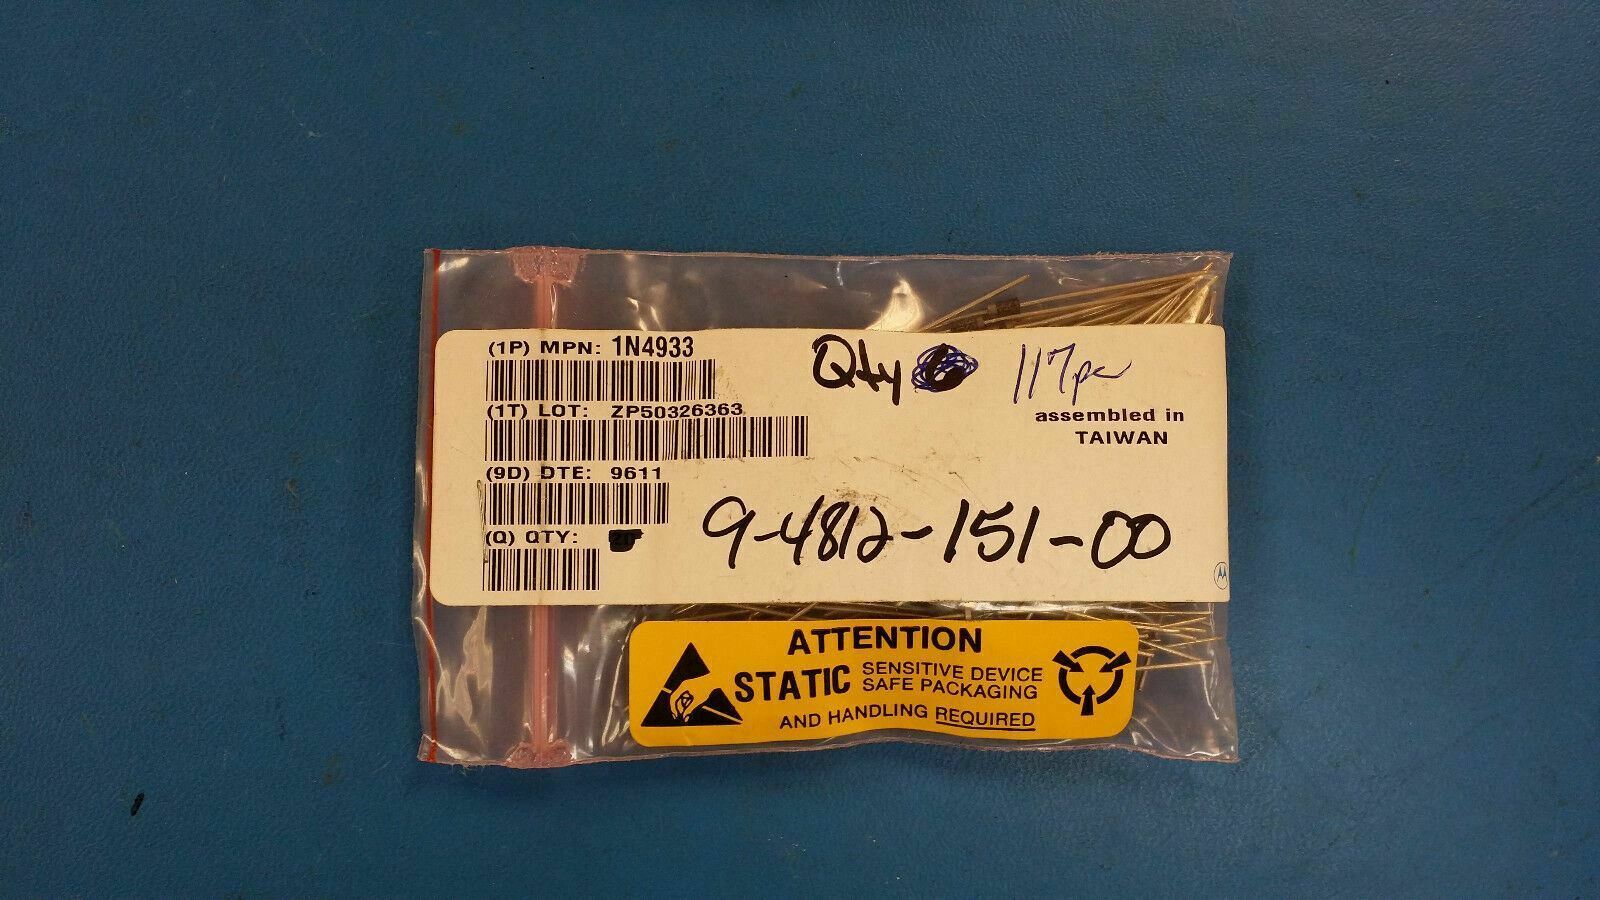 (1P) MPN: 1N4933
Qty 117pc
(1T) LOT: ZP50326363
assembled in
TAIWAN
(9D) DTE: 9611
(Q) QTY: 20
9-4812-151-00
ATTENTION
STATIC SENSITIVE DEVICE
SAFE PACKAGING
AND HANDLING REQUIRED